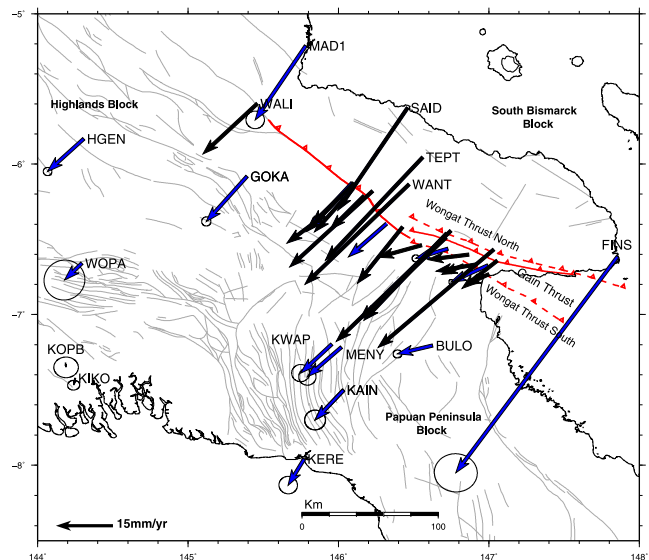 -5°
MAD1
Highlands Block
WALI
SAID
South Bismarck
Block
HGEN
-6°
TEPT
GOKA
WANT
Wongat Thrust North
FINS
WOPA
Gain Thrust
Wongat Thrust South
-7°
KWAP
MENY
BULO
KOPB
KIKO
KAIN
Papuan Peninsula
Block
-8°
KERE
Km
15mm/yr
0
100
144°
145°
146°
147°
148°